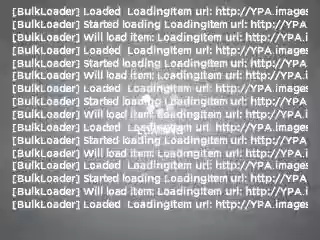 [BulkLoader] Loaded LoadingItem url: http://YPA.images
[BulkLoader] Started loading LoadingItem url: http://YPA
[BulkLoader] Will load item: LoadingItem url: http://YPA.i
[BulkLoader] Loaded LoadingItem url: http://YPA.images
[BulkLoader] Started loading LoadingItem url: http://YPA
[BulkLoader] Will load item: LoadingItem url: http://YPA.i
[BulkLoader] Loaded LoadingItem url: http://YPA.images
[BulkLoader] Started loading LoadingItem url: http://YPA
[BulkLoader] Will load item: LoadingItem url: http://YPA.i
[BulkLoader] Loaded LoadingItem url: http://YPA.images
[BulkLoader] Started loading LoadingItem url: http://YPA
[BulkLoader] Will load item: LoadingItem url: http://YPA.i
[BulkLoader] Loaded LoadingItem url: http://YPA.images
[BulkLoader] Started loading LoadingItem url: http://YPA
[BulkLoader] Will load item: LoadingItem url: http://YPA.i
[BulkLoader] Loaded LoadingItem url: http://YPA.images